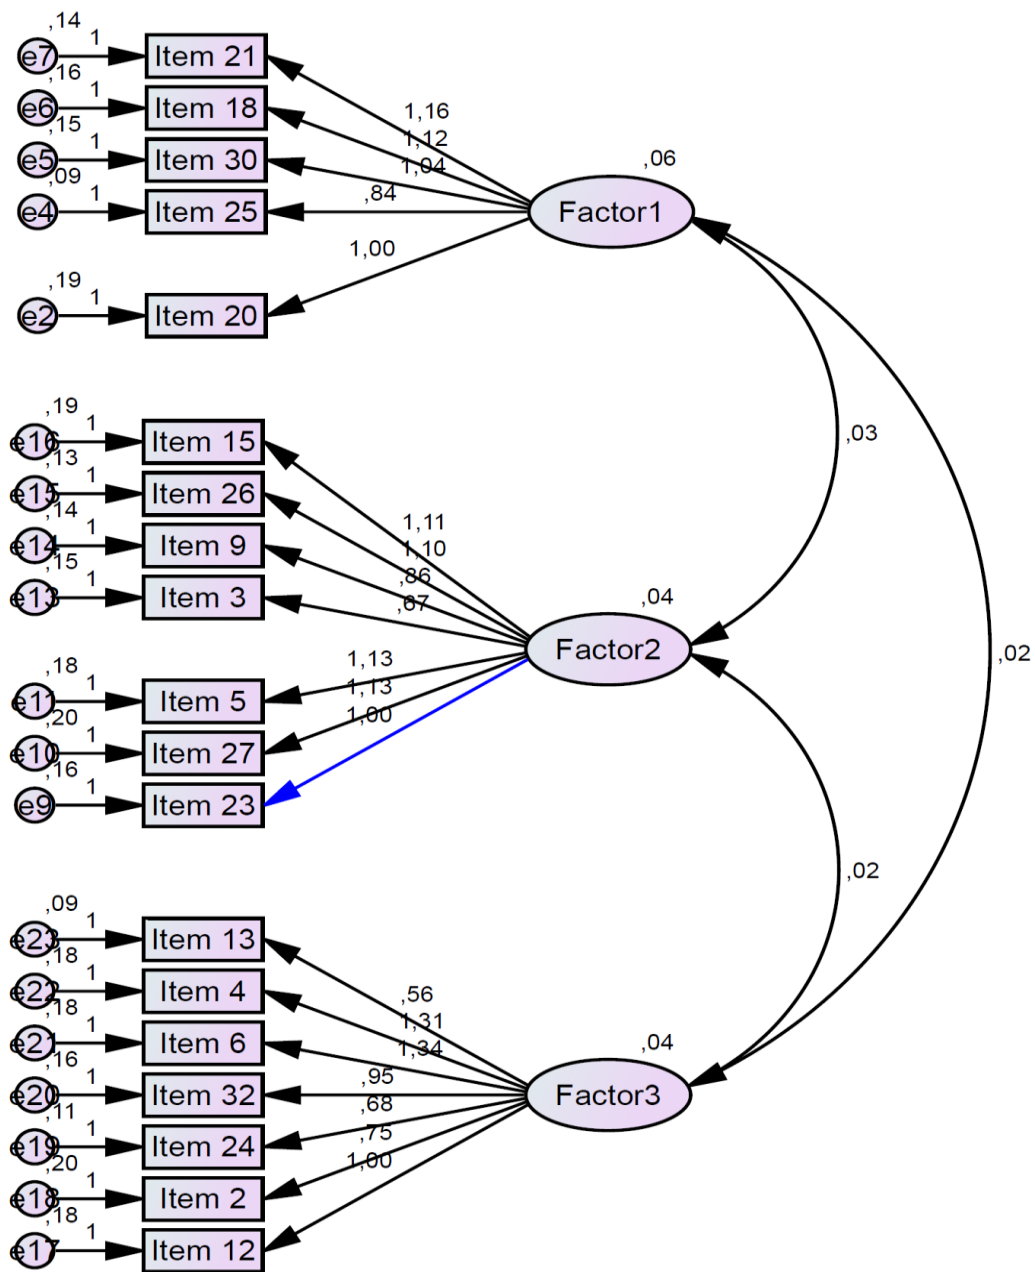 ,14
e7 1 Item 21
,16
e6 1 Item 18
,15
e5 1 Item 30
,09
e4 1 Item 25
,19
e2 1 Item 20
1,16
1,12
1,04
,84
1,00
,06
Factor1
,03
,02
,19
e16 1 Item 15
,13
e15 1 Item 26
,14
e14 1 Item 9
,15
e13 1 Item 3
,18
e11 1 Item 5
,20
e10 1 Item 27
,16
e9 1 Item 23
1,11
1,10
,86
,67
1,13
1,13
1,00
,04
Factor2
,02
,09
e23 1 Item 13
,18
e22 1 Item 4
,18
e21 1 Item 6
,16
e20 1 Item 32
,11
e19 1 Item 24
,20
e18 1 Item 2
,18
e17 1 Item 12
,56
1,31
1,34
,95
,68
,75
1,00
,04
Factor3